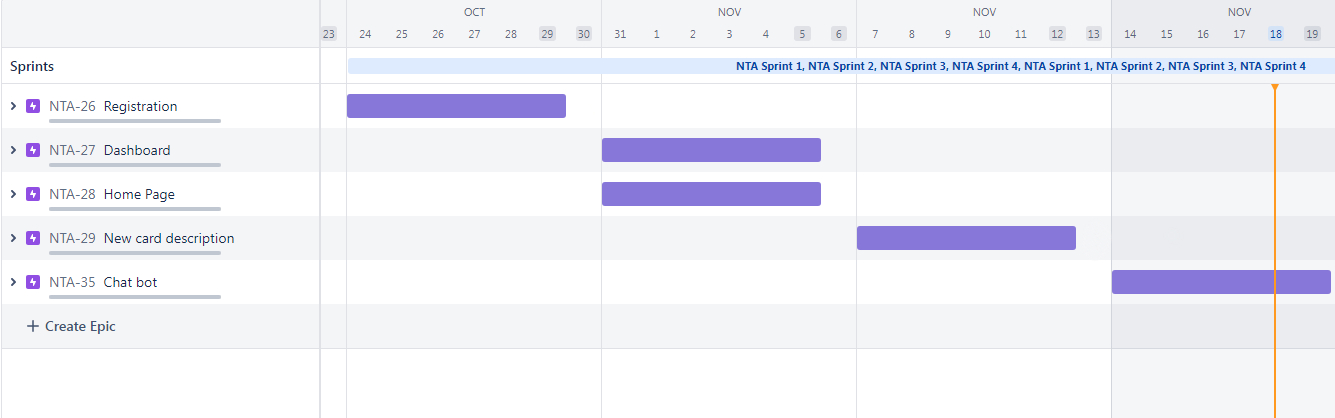 OCT NOV NOV NOV
23 24 25 26 27 28 29 30 31 1 2 3 4 5 6 7 8 9 10 11 12 13 14 15 16 17 18 19
Sprints NTA Sprint 1, NTA Sprint 2, NTA Sprint 3, NTA Sprint 4, NTA Sprint 1, NTA Sprint 2, NTA Sprint 3, NTA Sprint 4
NTA-26 Registration
NTA-27 Dashboard
NTA-28 Home Page
NTA-29 New card description
NTA-35 Chat bot
+ Create Epic